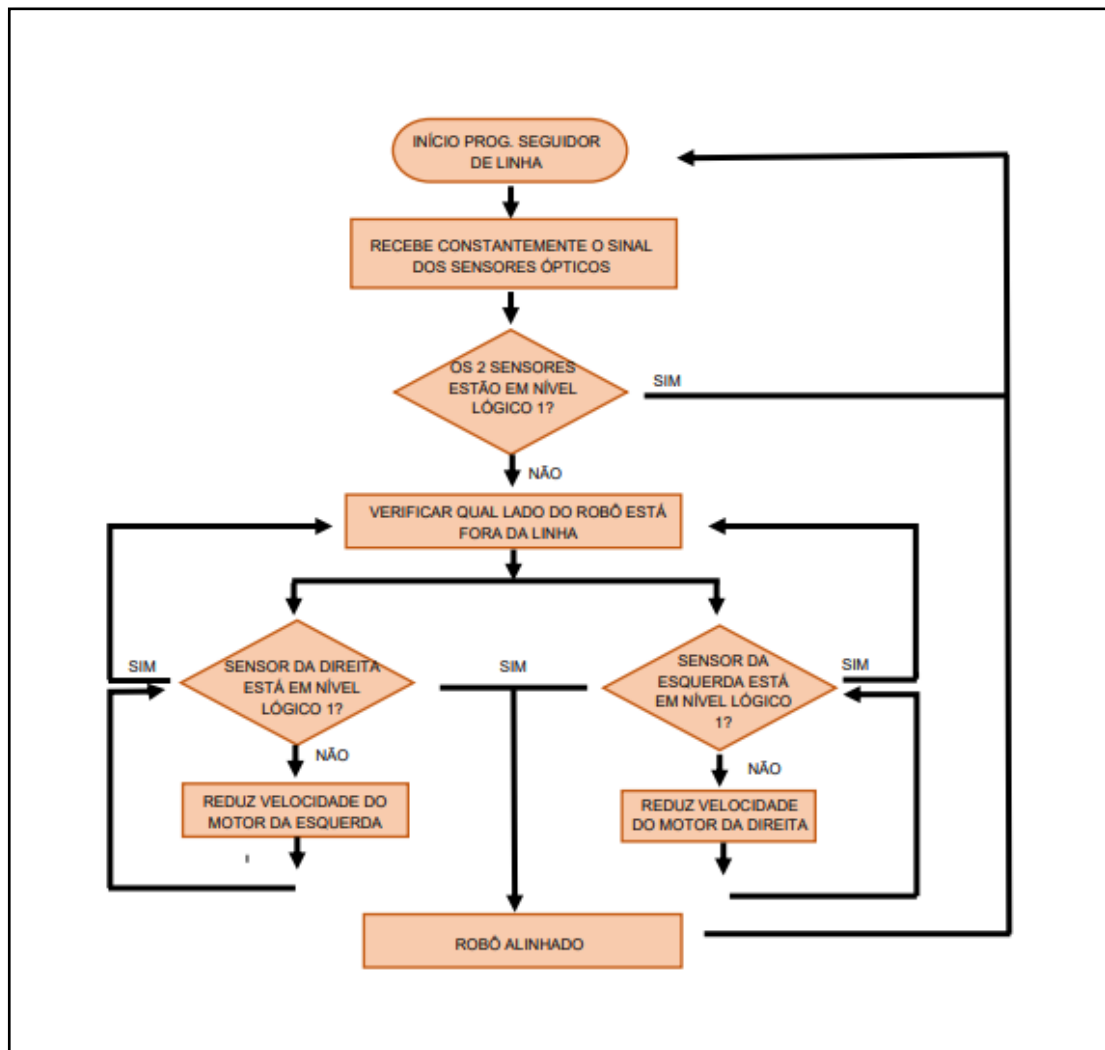 INÍCIO PROG. SEGUIDOR
DE LINHA
RECEBE CONSTANTEMENTE O SINAL
DOS SENSORES ÓPTICOS
OS 2 SENSORES
ESTÃO EM NÍVEL
LÓGICO 1?
SIM
NÃO
VERIFICAR QUAL LADO DO ROBÔ ESTÁ
FORA DA LINHA
SIM
SENSOR DA DIREITA
ESTÁ EM NÍVEL
LÓGICO 1?
SIM
SENSOR DA
ESQUERDA ESTÁ
EM NÍVEL LÓGICO
1?
SIM
NÃO
REDUZ VELOCIDADE DO
MOTOR DA ESQUERDA
NÃO
REDUZ VELOCIDADE
DO MOTOR DA DIREITA
ROBÔ ALINHADO